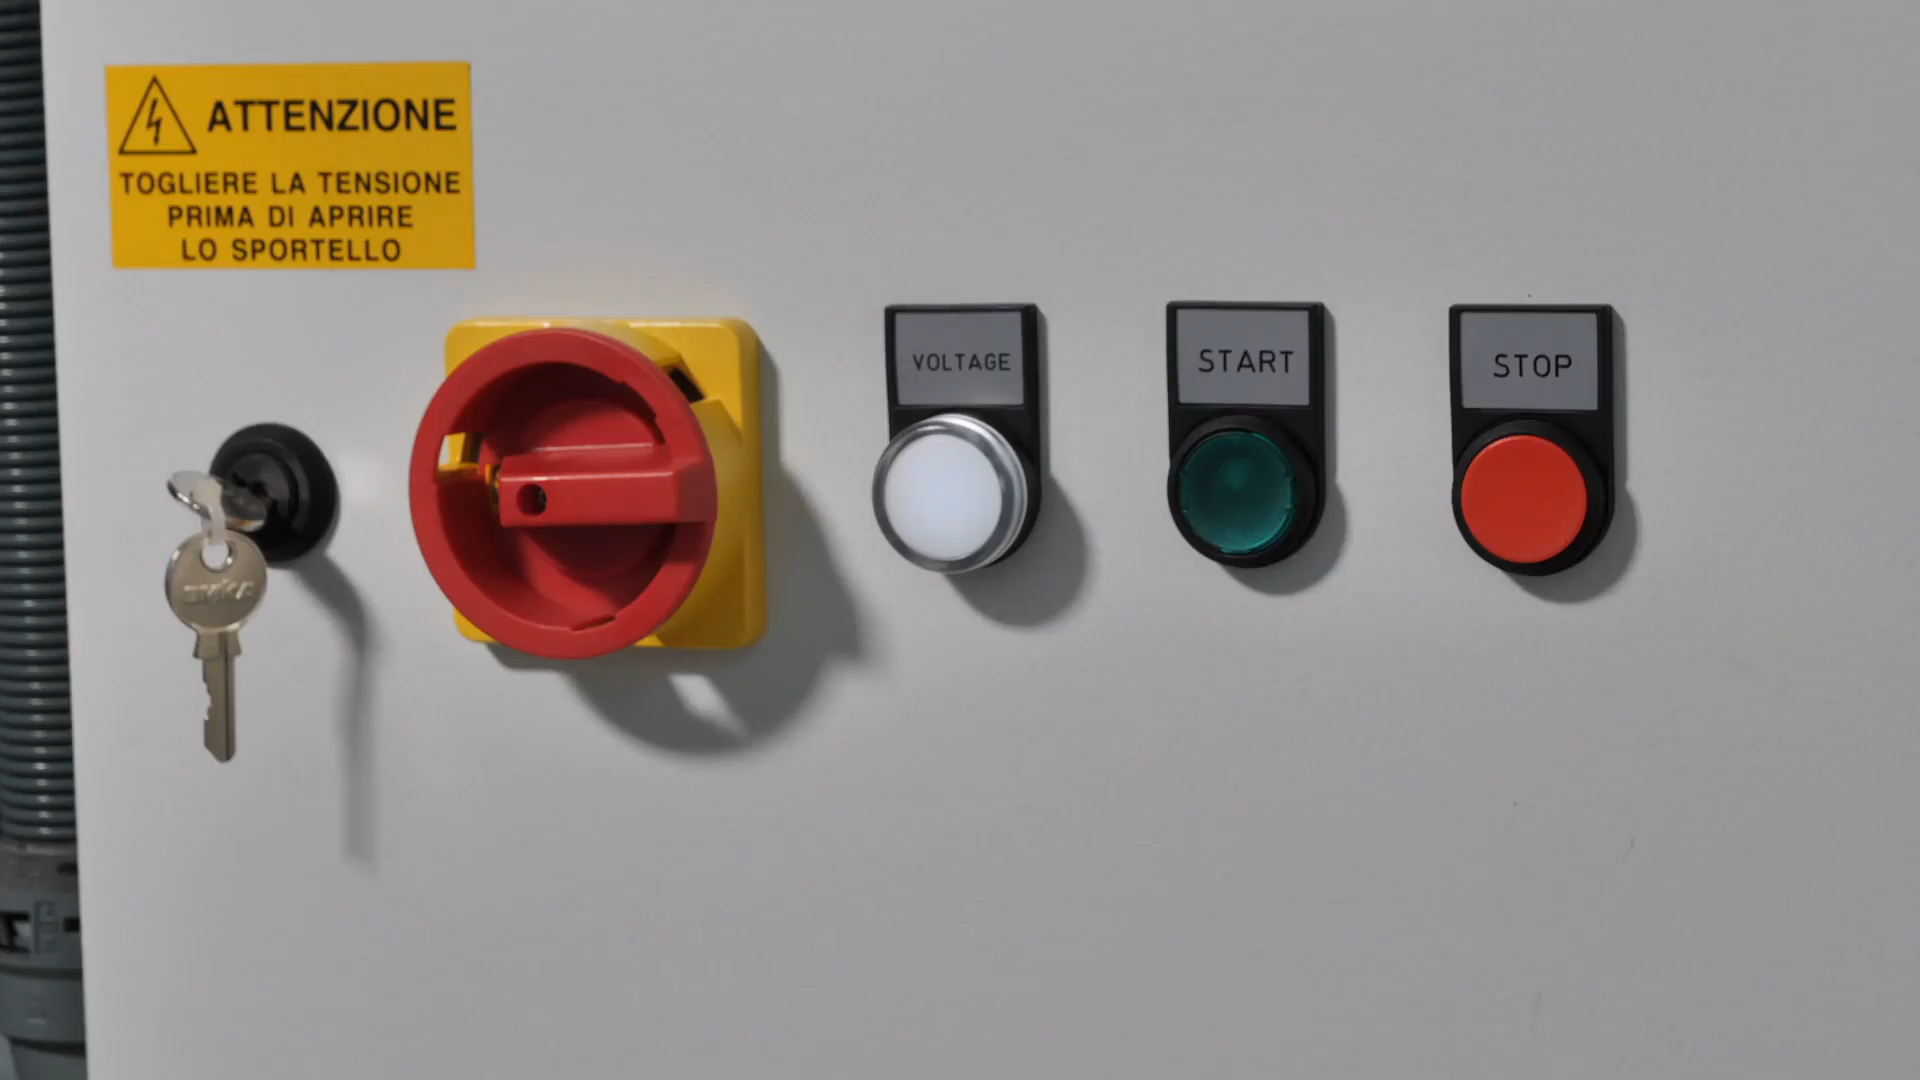 ATTENZIONE
TOGLIERE LA TENSIONE
PRIMA DI APRIRE
LO SPORTELLO
VOLTAGE
START
STOP